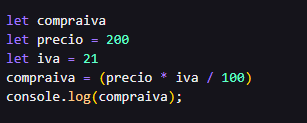 let compraiva
let precio = 200
let iva = 21
compraiva = (precio * iva / 100)
console.log(compraiva);